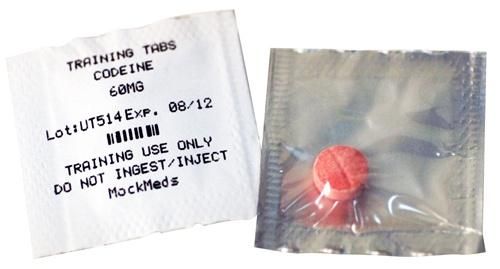 TRAINING TABS
CODEINE
60MG
Lot:UT514 Exp. 08/12
TRAINING USE ONLY
DO NOT INGEST/INJECT
MockMeds